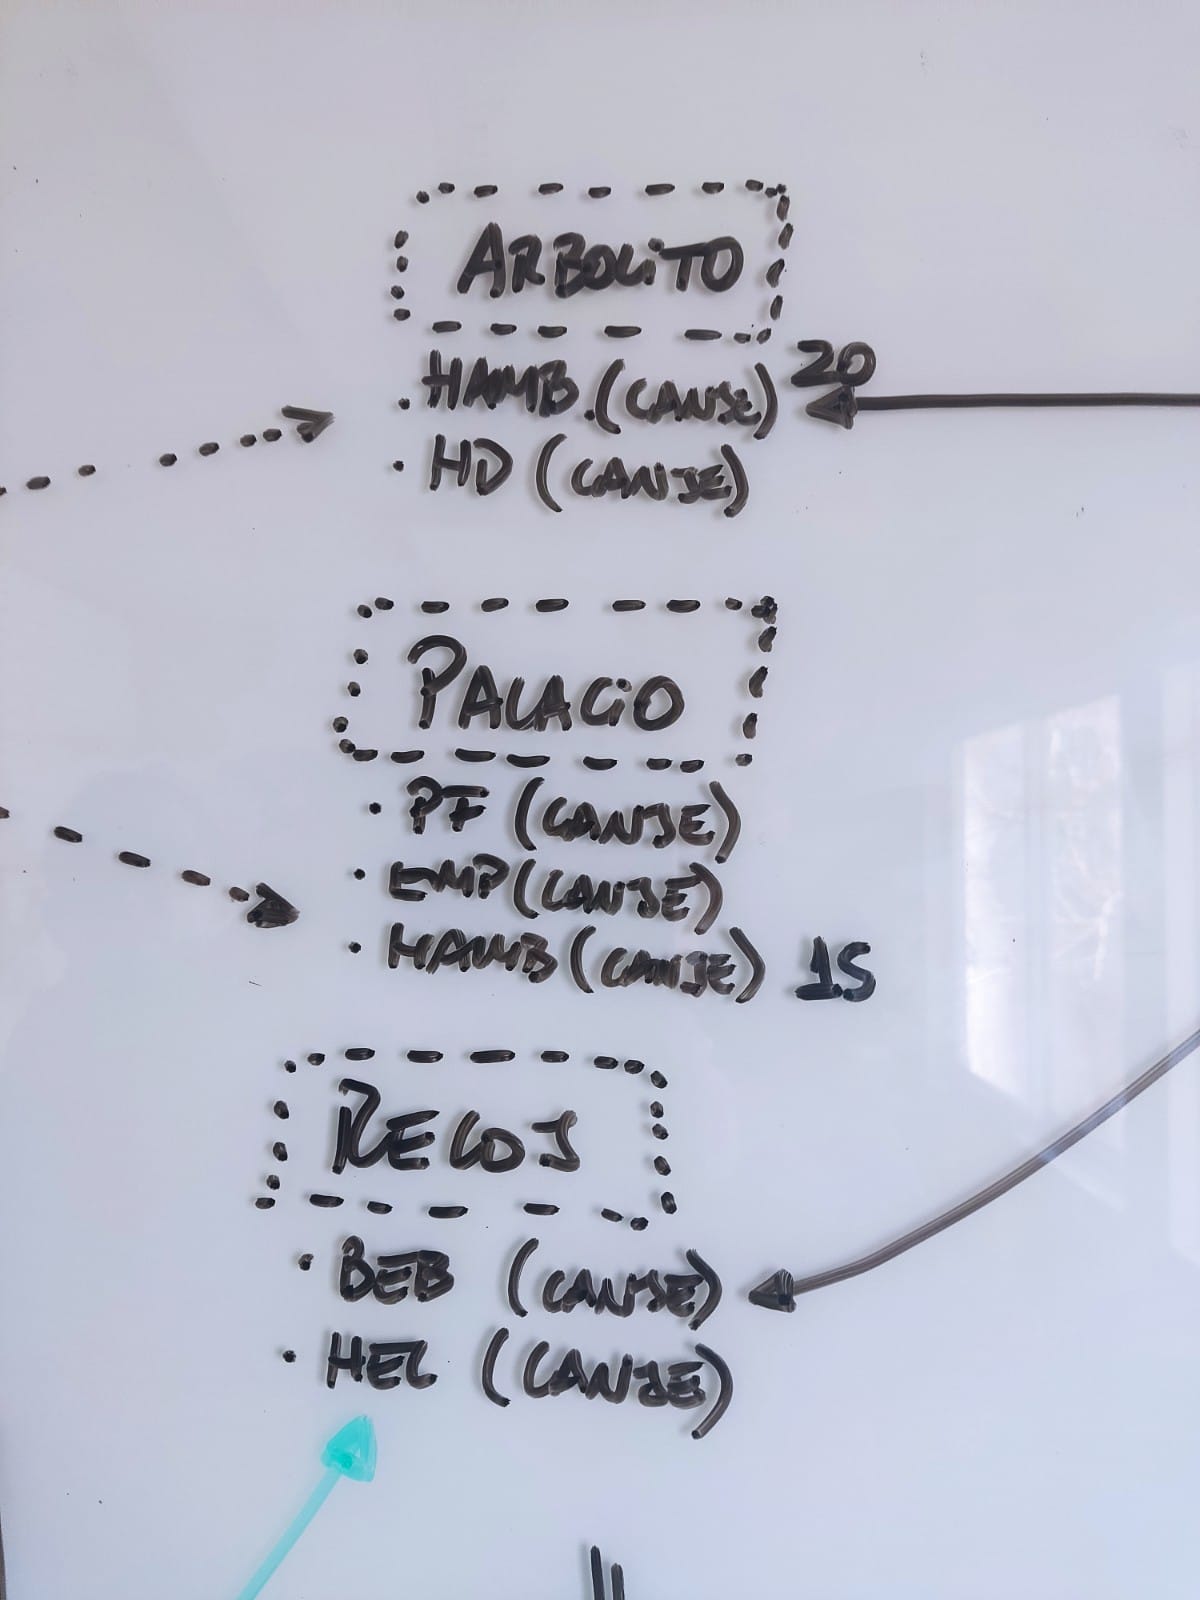 ARBOLiTO
· HAMB. (CANJE) 20
· HD (CANJE)
PALACiO
· PF (CANJE)
· EMP (CANJE)
· HAMB (CANJE) 15
RELOJ
· BEB (CANJE)
· HEL (CANJE)